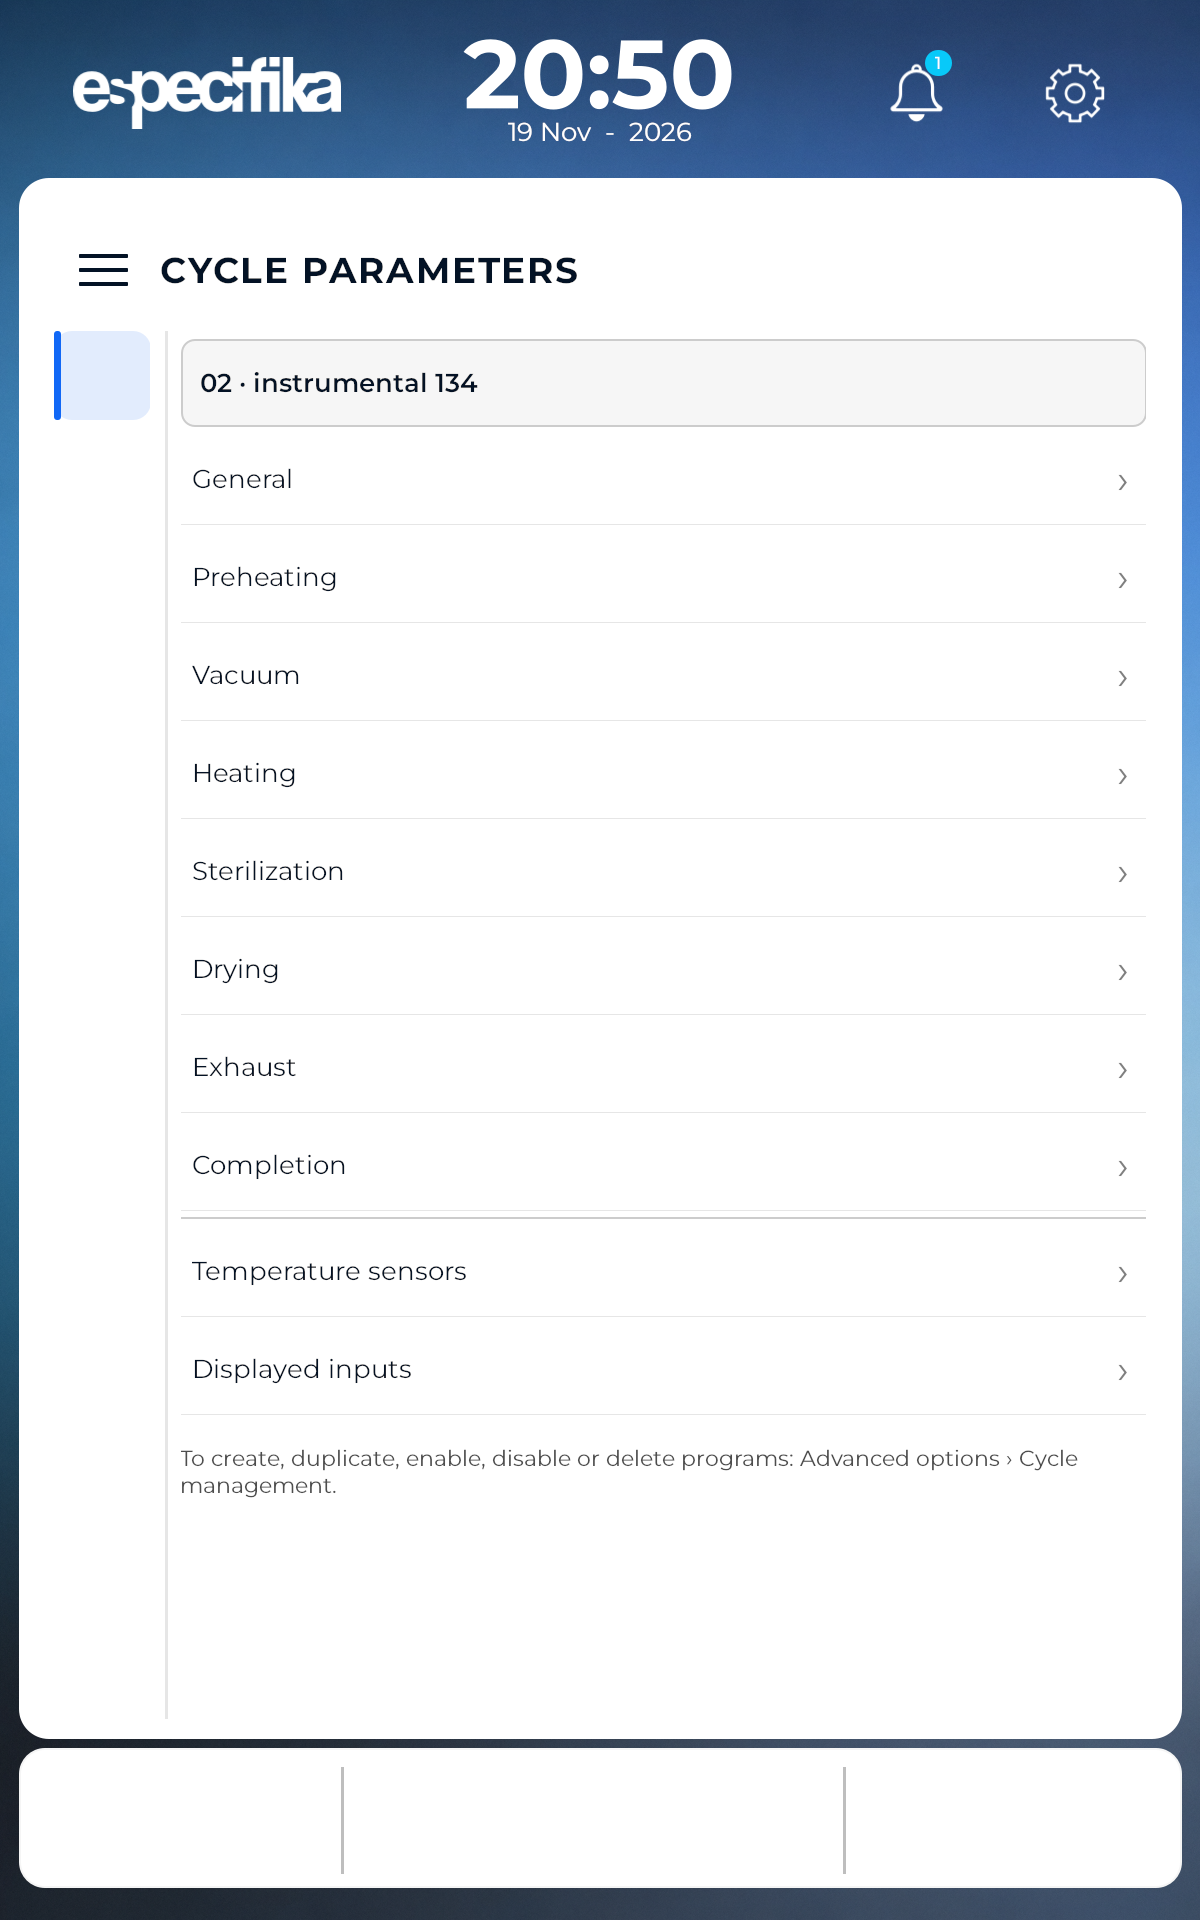 especifika
20:50
1
19 Nov - 2026
CYCLE PARAMETERS
02 · instrumental 134
General ›
Preheating ›
Vacuum ›
Heating ›
Sterilization ›
Drying ›
Exhaust ›
Completion ›
Temperature sensors ›
Displayed inputs ›
To create, duplicate, enable, disable or delete programs: Advanced options › Cycle
management.